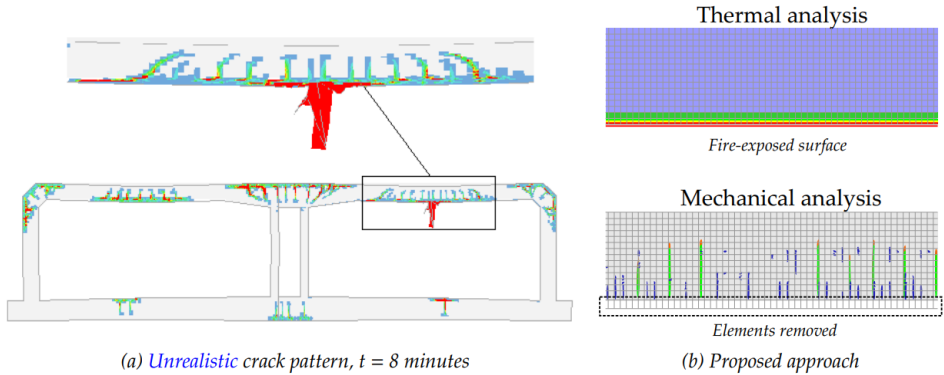 Thermal analysis
Fire-exposed surface
Mechanical analysis
Elements removed
(a) Unrealistic crack pattern, t = 8 minutes
(b) Proposed approach